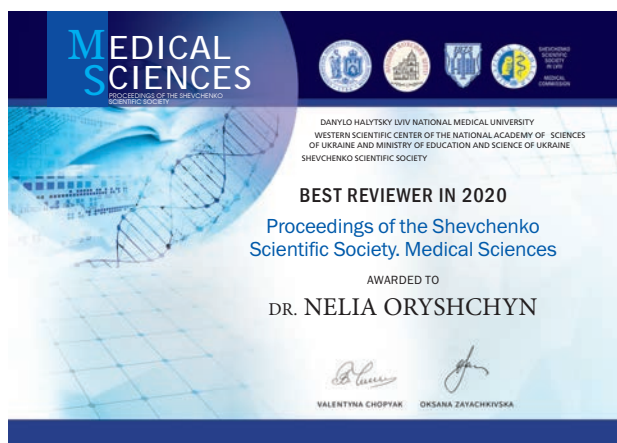 MEDICAL
SCIENCES
PROCEEDINGS OF THE SHEVCHENKO
SCIENTIFIC SOCIETY
SHEVCHENKO
SCIENTIFIC
SOCIETY
IN LVIV
MEDICAL
COMMISSION
DANYLO HALYTSKY LVIV NATIONAL MEDICAL UNIVERSITY
WESTERN SCIENTIFIC CENTER OF THE NATIONAL ACADEMY OF SCIENCES
OF UKRAINE AND MINISTRY OF EDUCATION AND SCIENCE OF UKRAINE
SHEVCHENKO SCIENTIFIC SOCIETY
BEST REVIEWER IN 2020
Proceedings of the Shevchenko
Scientific Society. Medical Sciences
AWARDED TO
DR. NELIA ORYSHCHYN
VALENTYNA CHOPYAK OKSANA ZAYACHKIVSKA